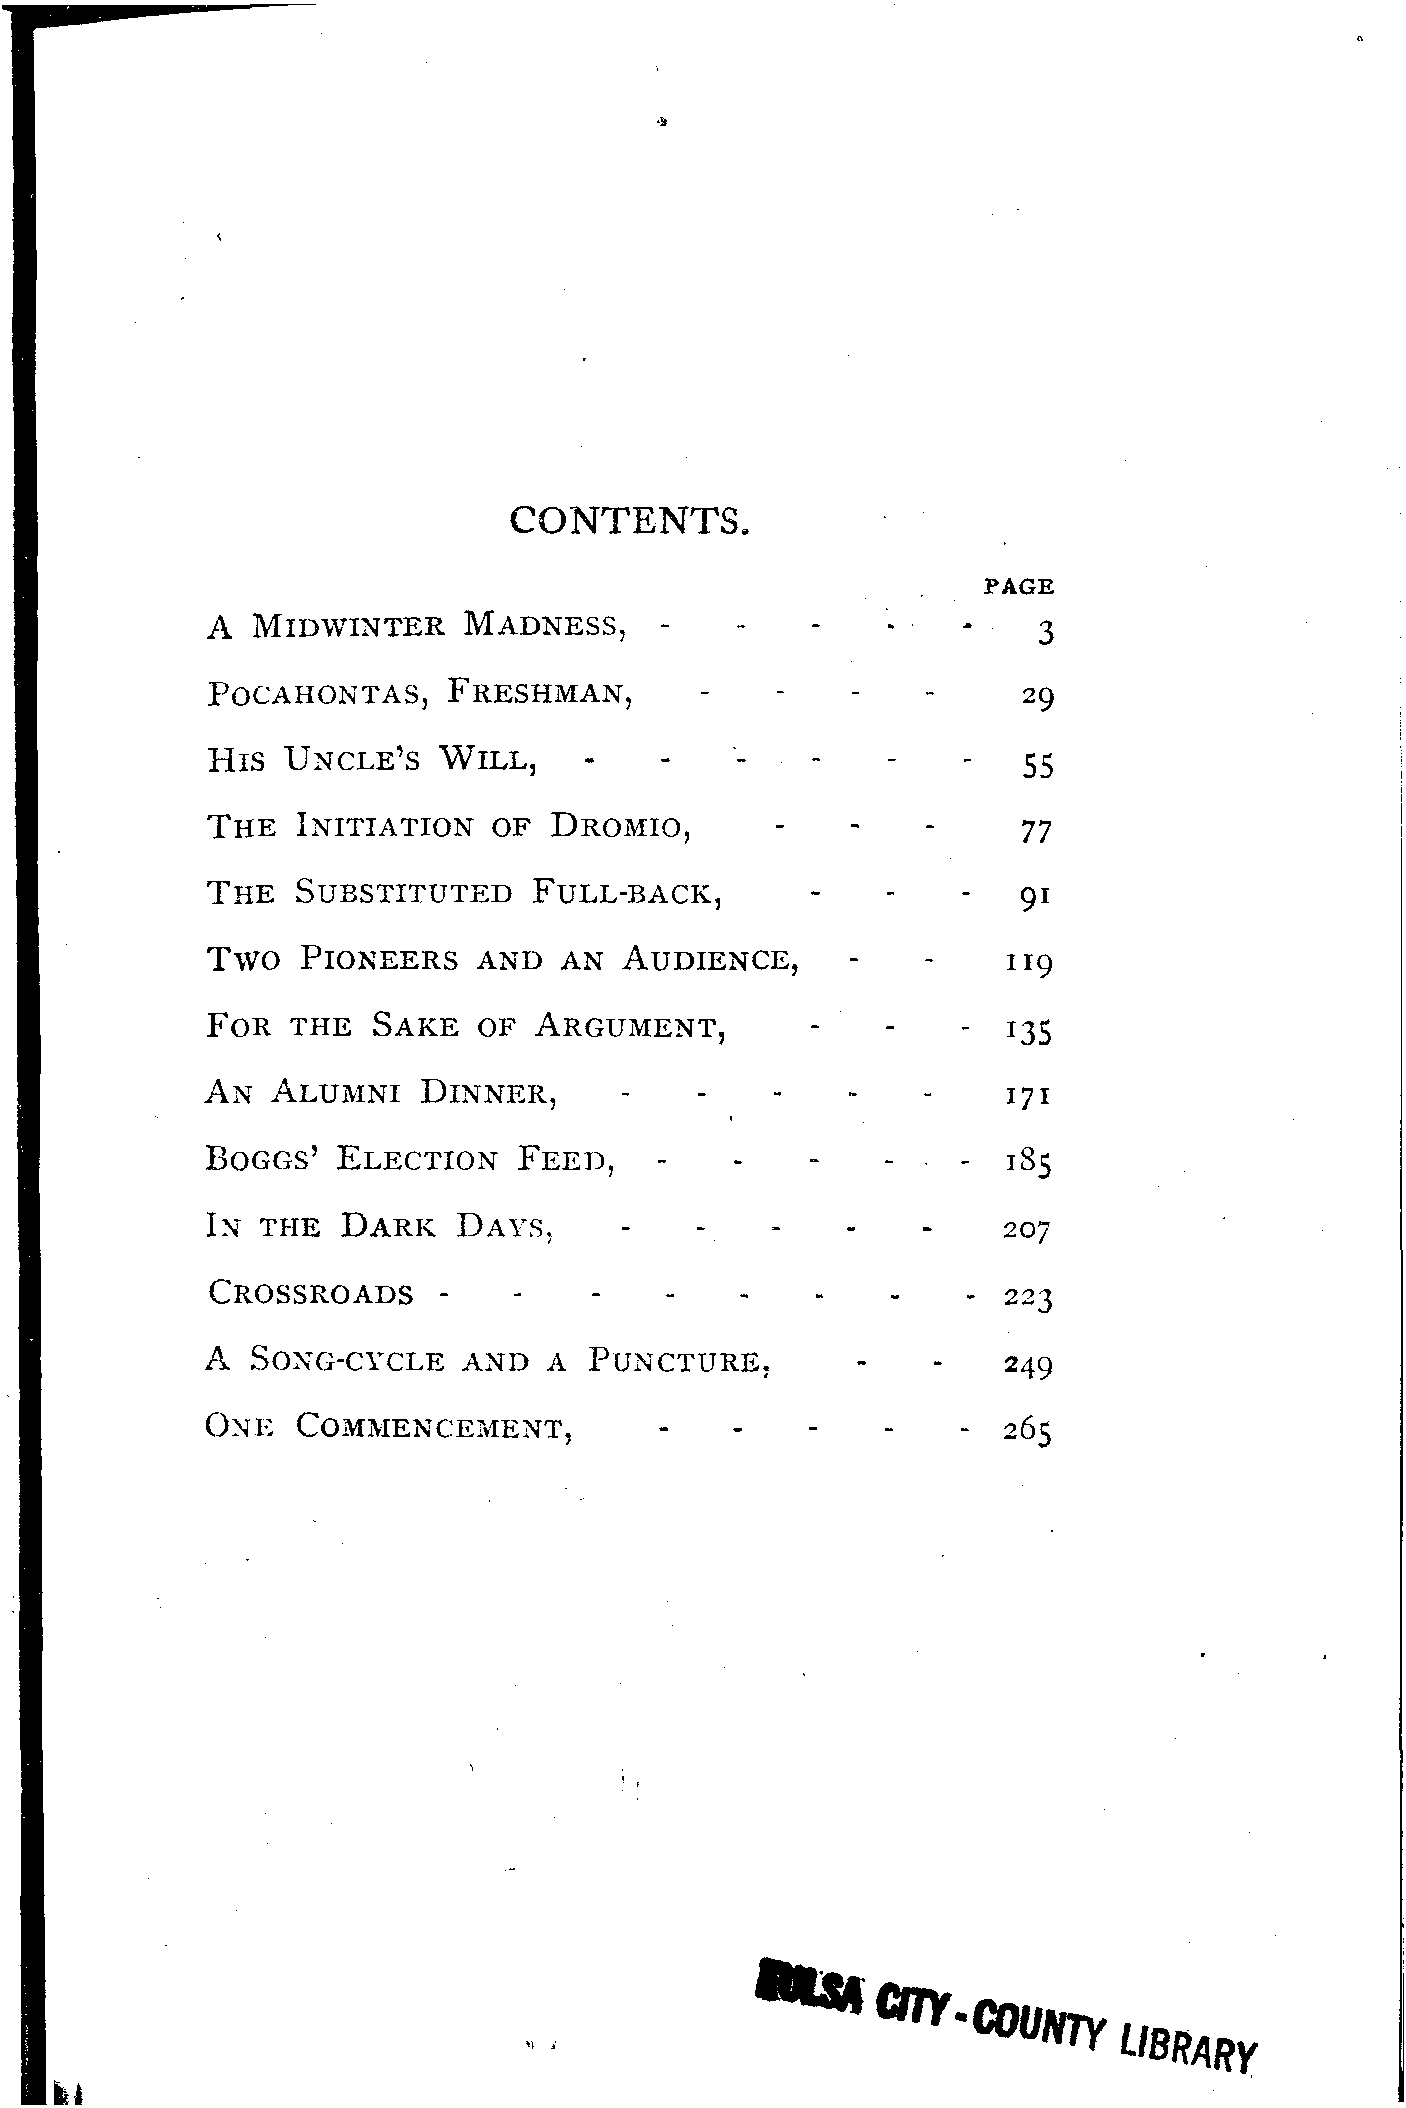 CONTENTS.
PAGE
A MIDWINTER MADNESS, - - - - - 3
POCAHONTAS, FRESHMAN, - - - - 29
HIS UNCLE'S WILL, - - - - - - 55
THE INITIATION OF DROMIO, - - - 77
THE SUBSTITUTED FULL-BACK, - - - 91
TWO PIONEERS AND AN AUDIENCE, - - 119
FOR THE SAKE OF ARGUMENT, - - - 135
AN ALUMNI DINNER, - - - - - 171
BOGGS' ELECTION FEED, - - - - - 185
IN THE DARK DAYS, - - - - - 207
CROSSROADS - - - - - - - - 223
A SONG-CYCLE AND A PUNCTURE, - - 249
ONE COMMENCEMENT, - - - - - 265
TULSA CITY-COUNTY LIBRARY